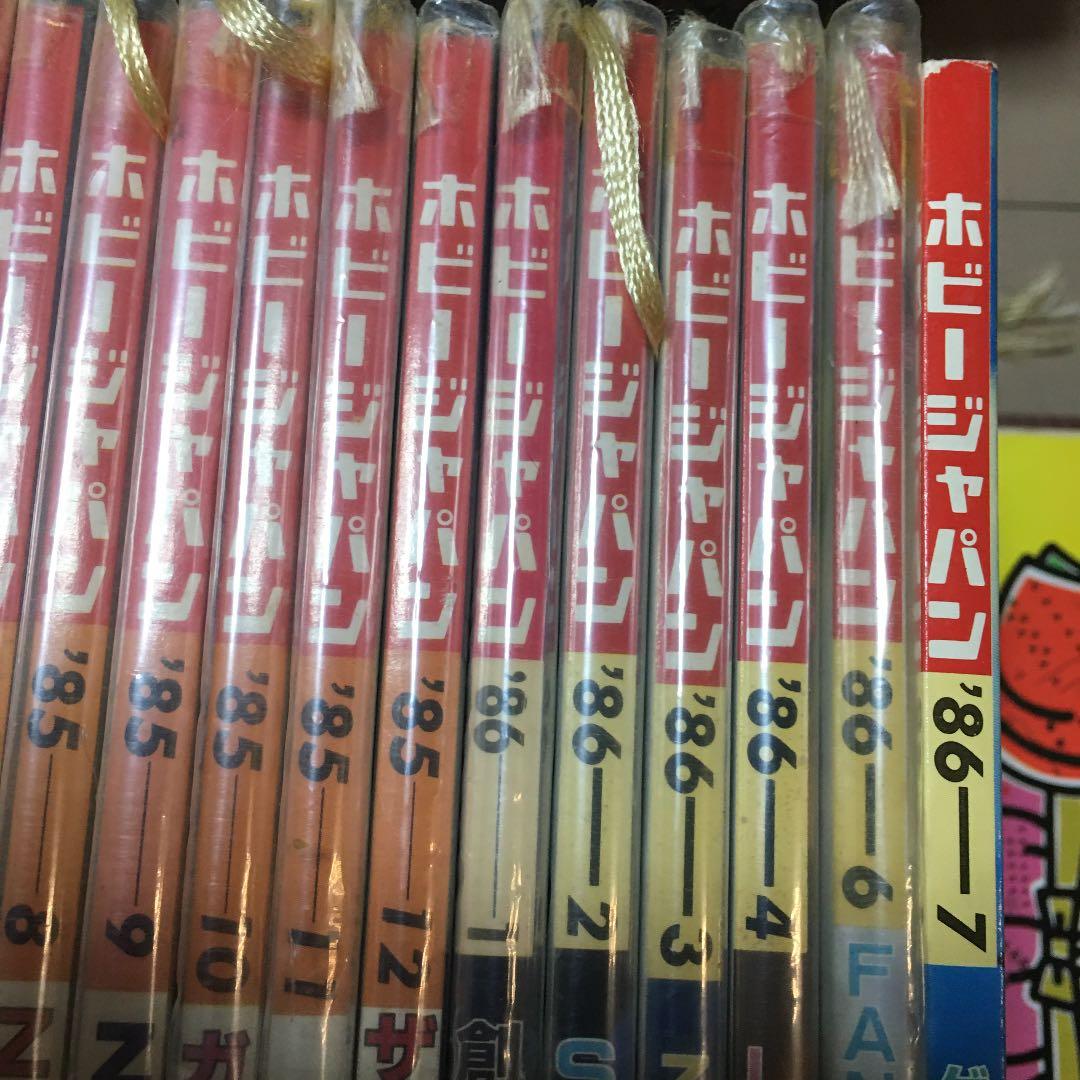 ホビージャパン '85—8 Z
ホビージャパン '85—9 Z
ホビージャパン '85—10 ガ
ホビージャパン '85—11
ホビージャパン '85—12 ザ
ホビージャパン '86—1 創
ホビージャパン '86—2 S
ホビージャパン '86—3 Z
ホビージャパン '86—4
ビージャパン '86—6 FAN
ホビージャパン '86—7 ゲ